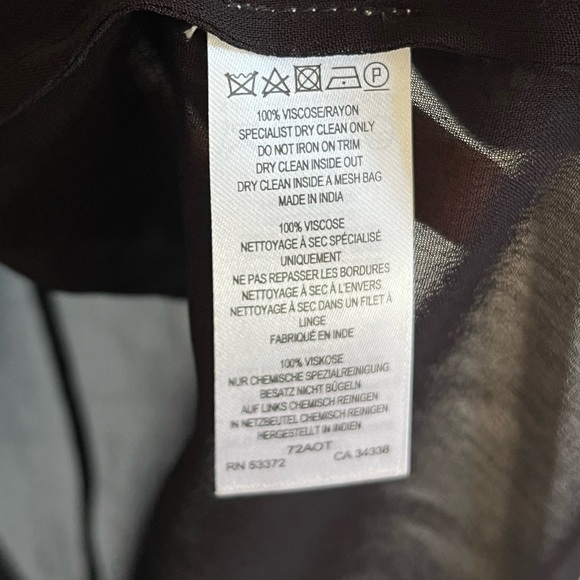 P
100% VISCOSE/RAYON
SPECIALIST DRY CLEAN ONLY
DO NOT IRON ON TRIM
DRY CLEAN INSIDE OUT
DRY CLEAN INSIDE A MESH BAG
MADE IN INDIA
100% VISCOSE
NETTOYAGE À SEC SPÉCIALISÉ
UNIQUEMENT
NE PAS REPASSER LES BORDURES
NETTOYAGE À SEC À L'ENVERS
NETTOYAGE À SEC DANS UN FILET À
LINGE
FABRIQUÉ EN INDE
100% VISKOSE
NUR CHEMISCHE SPEZIALREINIGUNG
BESATZ NICHT BÜGELN
AUF LINKS CHEMISCH REINIGEN
IN NETZBEUTEL CHEMISCH REINIGEN
HERGESTELLT IN INDIEN
72AOT
RN 53372 CA 34338